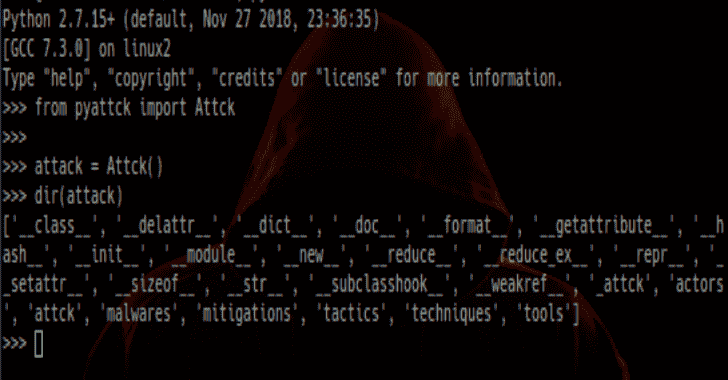 Python 2.7.15+ (default, Nov 27 2018, 23:36:35)
[GCC 7.3.0] on linux2
Type "help", "copyright", "credits" or "license" for more information.
>>> from pyattck import Attck
>>>
>>> attack = Attck()
>>> dir(attack)
['__class__', '__delattr__', '__dict__', '__doc__', '__format__', '__getattribute__', '__h
ash__', '__init__', '__module__', '__new__', '__reduce__', '__reduce_ex__', '__repr__', '_
_setattr__', '__sizeof__', '__str__', '__subclasshook__', '__weakref__', '_attck', 'actors
', 'attck', 'malwares', 'mitigations', 'tactics', 'techniques', 'tools']
>>>